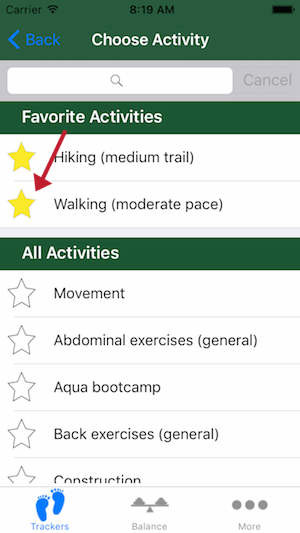 Carrier 8:19 AM
Back Choose Activity
Cancel
Favorite Activities
Hiking (medium trail)
Walking (moderate pace)
All Activities
Movement
Abdominal exercises (general)
Aqua bootcamp
Back exercises (general)
Construction
Trackers Balance More